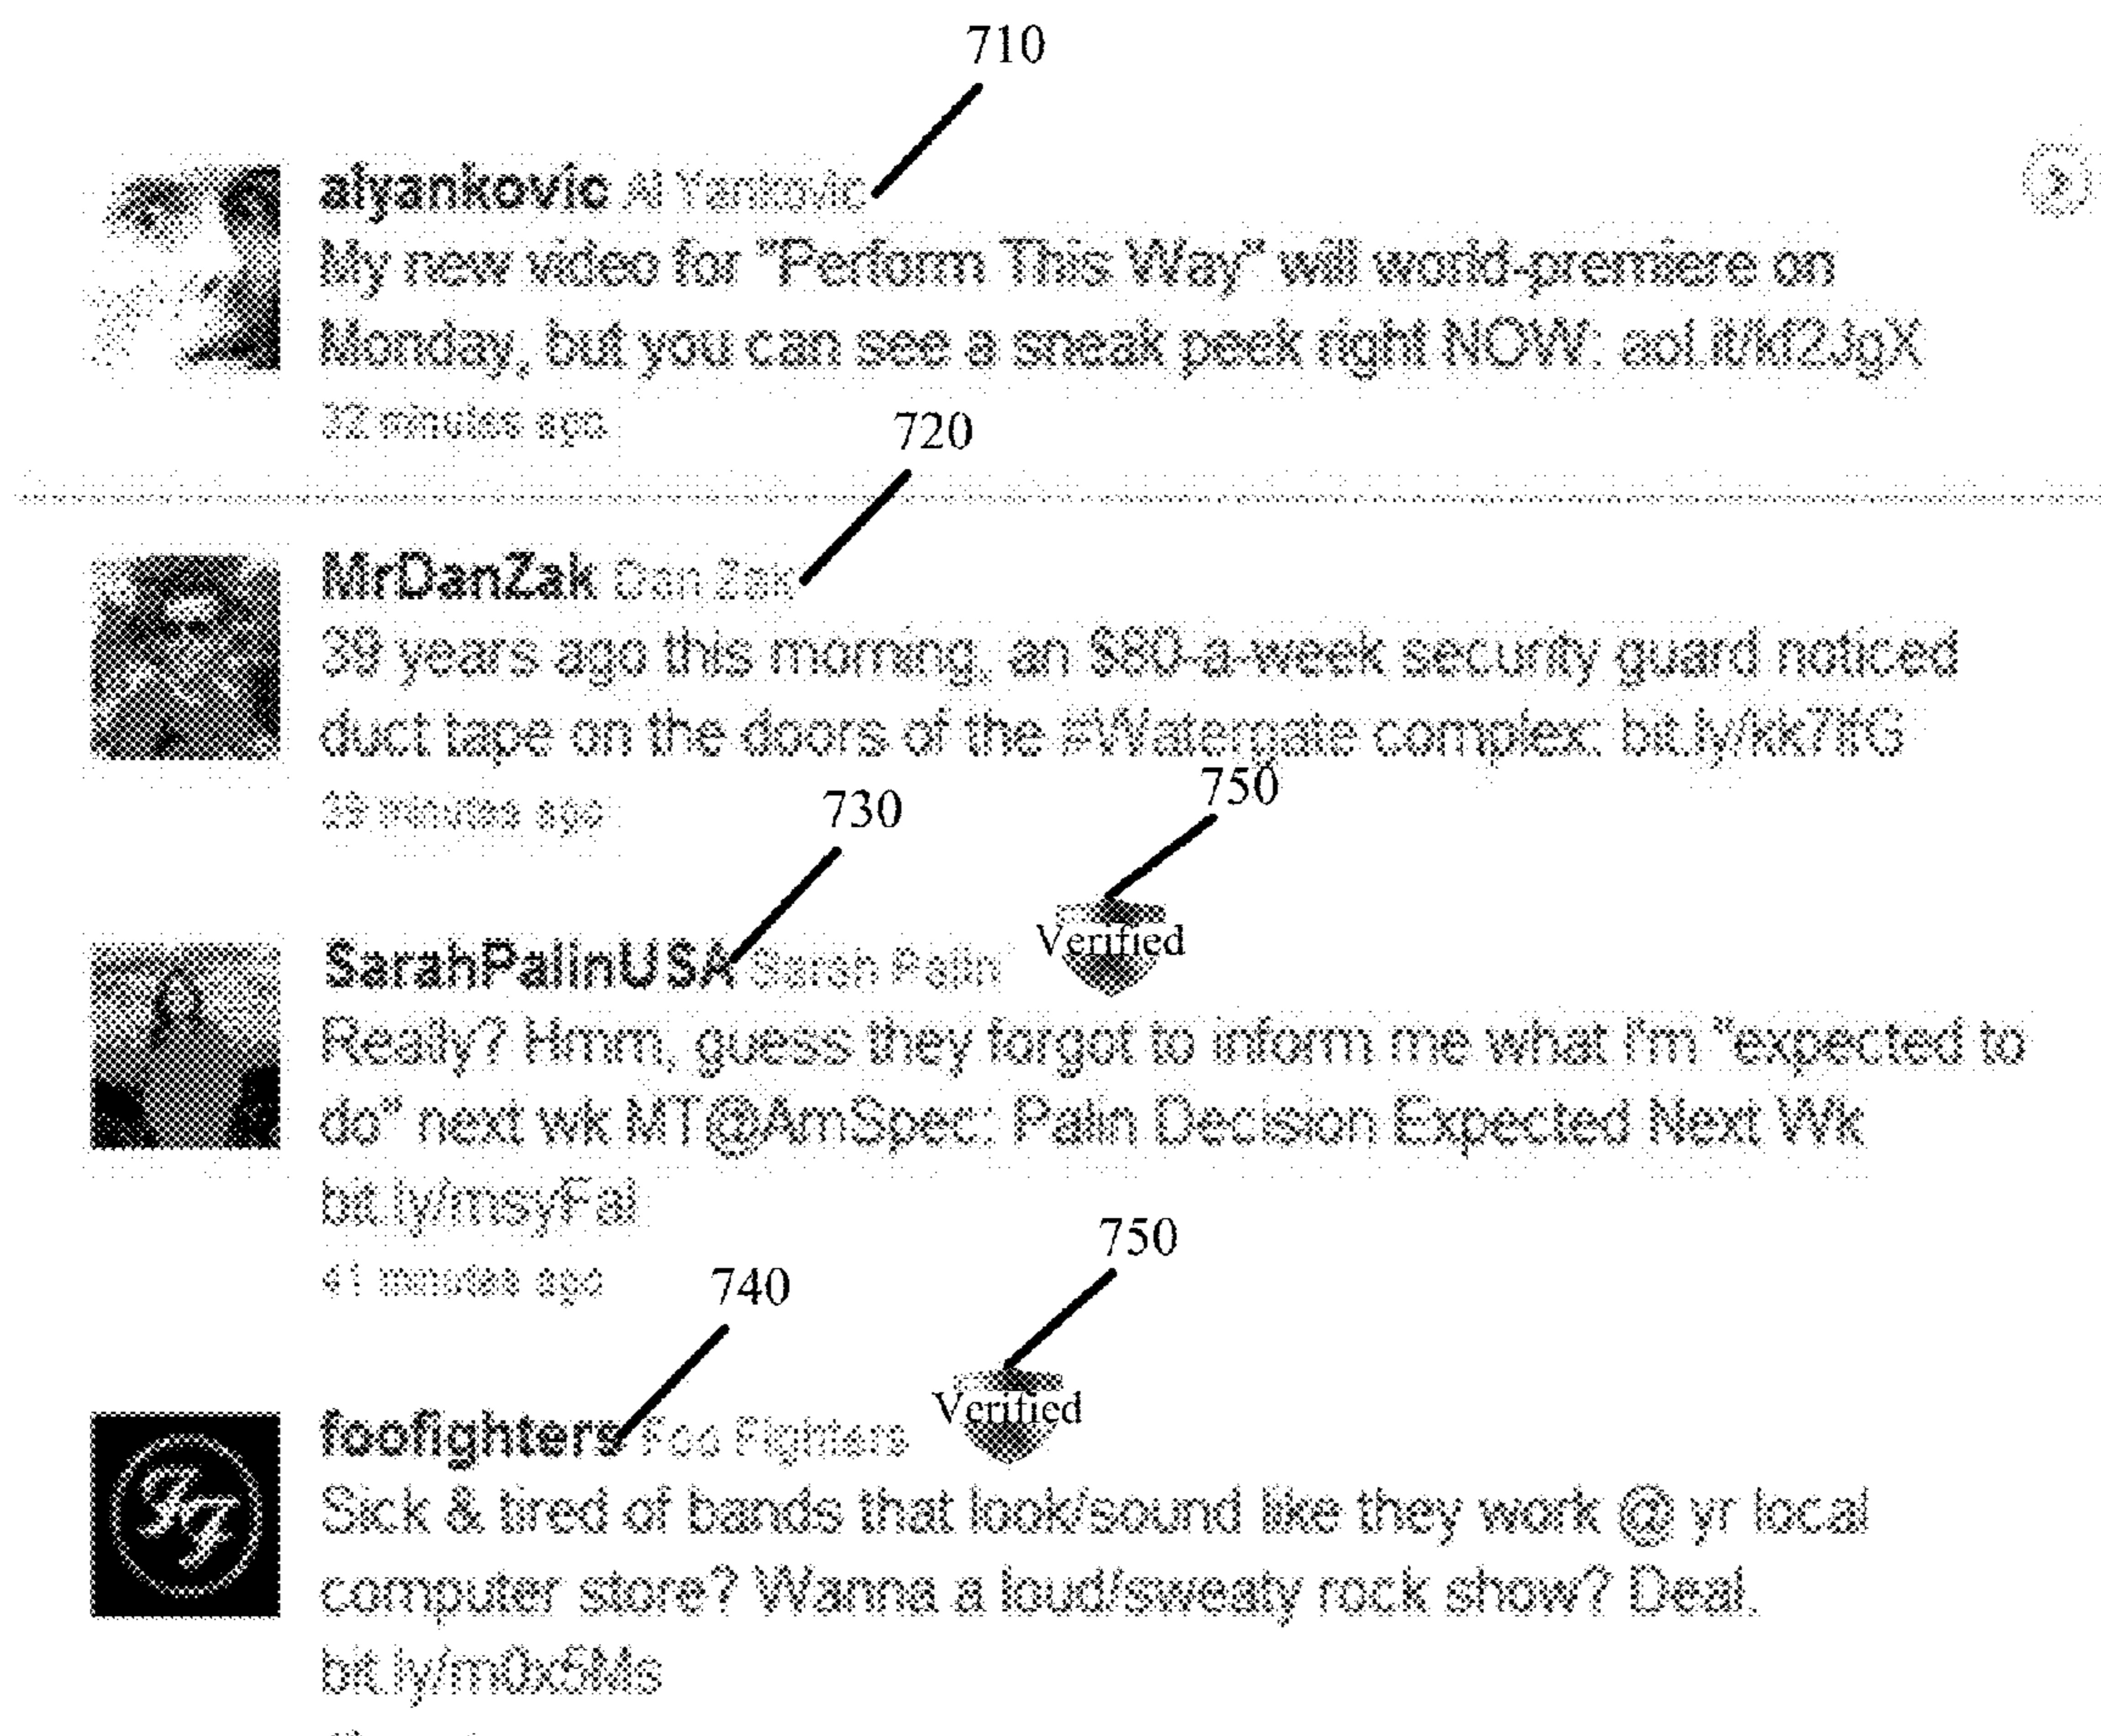 710
alyankovic Al Yankovic
My new video for "Perform This Way" will world-premiere on
Monday, but you can see a sneak peek right NOW: aol.it/kf2JgX
32 minutes ago
720
MrDanZak Dan Zak
39 years ago this morning, an $80-a-week security guard noticed
duct tape on the doors of the #Watergate complex:
750
29 minutes ago
730
Verified
SarahPalinUSA Sarah Palin
Really? Hmm, guess they forgot to inform me what I'm "expected to
do" next wk MT@AmSpec: Palin Decision Expected Next Wk
bit.ly/msyFal
750
41 minutes ago
740
Verified
foofighters Foo Fighters
Sick & tired of bands that look/sound like they work @ yr local
computer store? Wanna a loud/sweaty rock show? Deal.
bit.ly/m0x5Ms